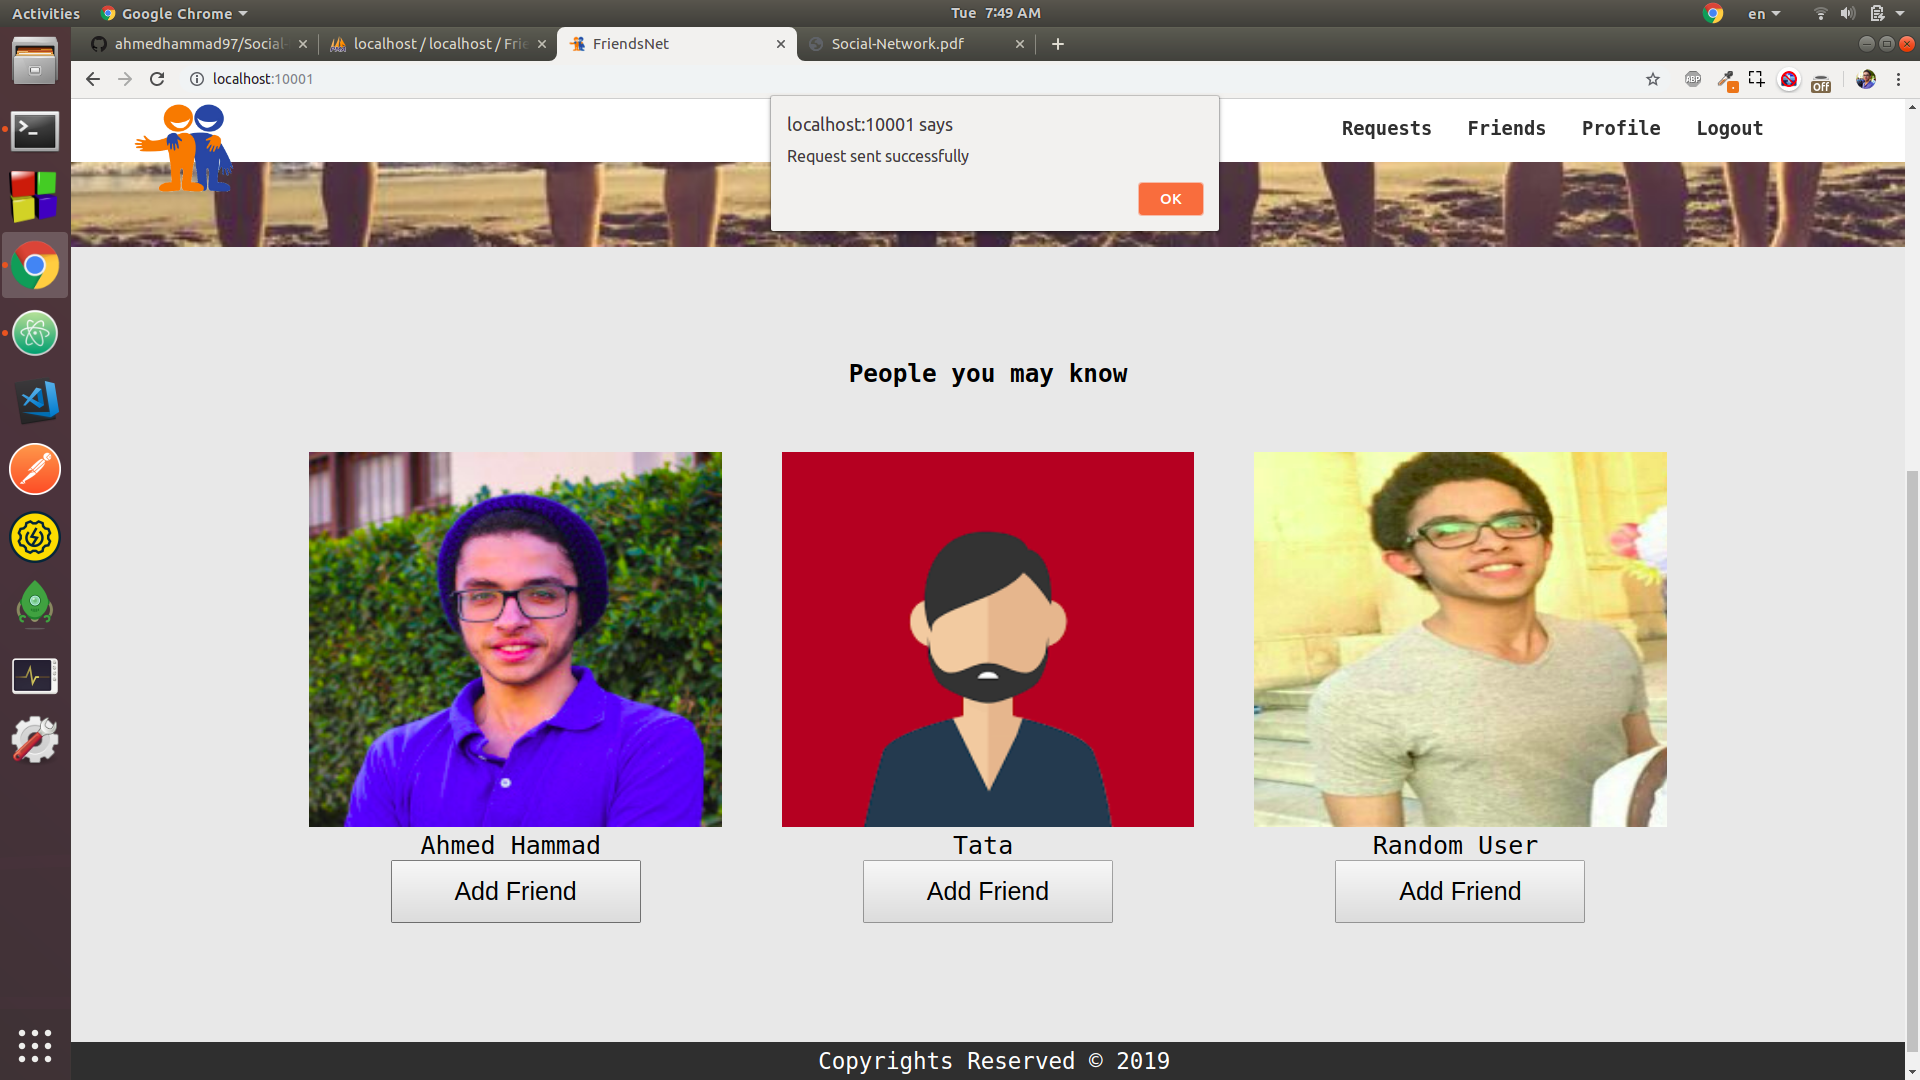 Activities
Google Chrome
Tue 7:49 AM
en
ahmedhammad97/Social-
localhost / localhost / Frie
FriendsNet
Social-Network.pdf
localhost:10001
ABP
Off
Requests
Friends
Profile
Logout
localhost:10001 says
Request sent successfully
OK
People you may know
Ahmed Hammad
Tata
Random User
Add Friend
Add Friend
Add Friend
Copyrights Reserved © 2019